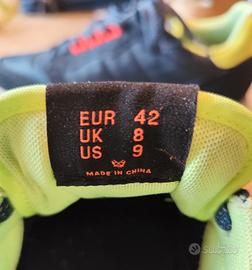 EUR 42
UK 8
US 9
MADE IN CHINA
subito